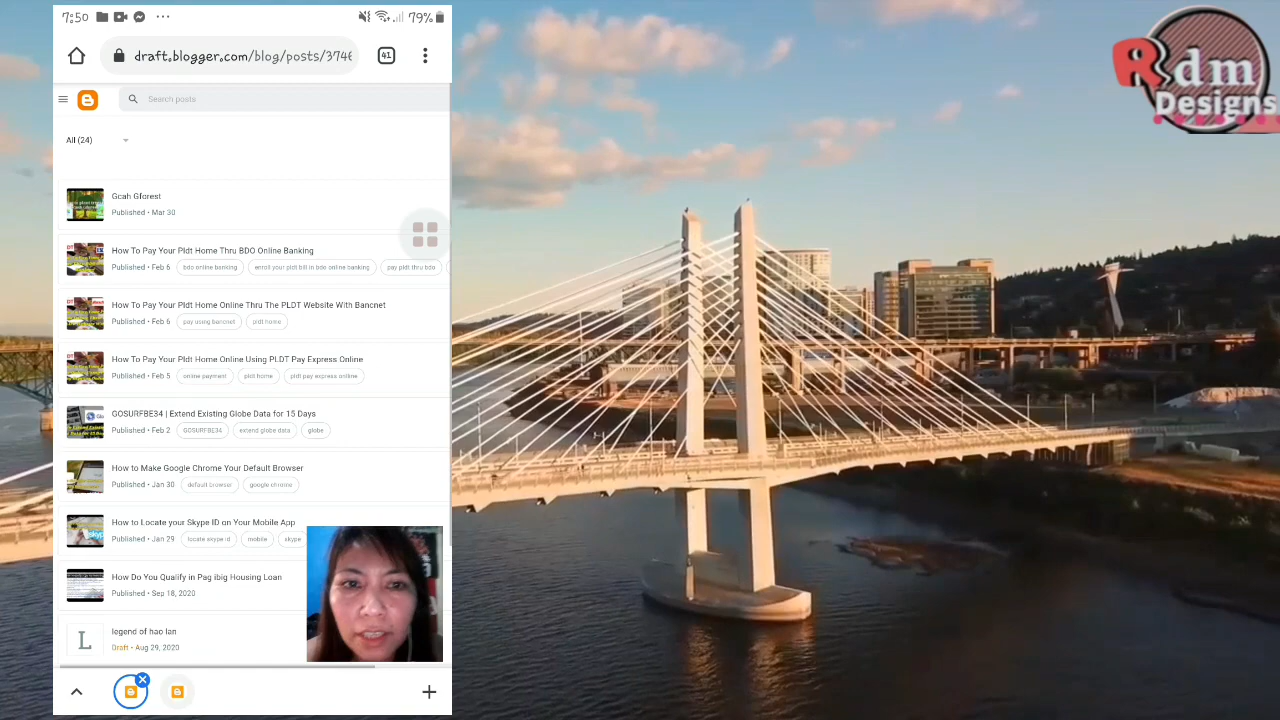 7:50
79%
draft.blogger.com/blog/posts/3746
41
Search posts
All (24)
Gcah Gforest
Published • Mar 30
How To Pay Your Pldt Home Thru BDO Online Banking
Published • Feb 6 bdo online banking enroll your pldt bill in bdo online banking pay pldt thru bdo
How To Pay Your Pldt Home Online Thru The PLDT Website With Bancnet
Published • Feb 6 pay using bancnet pldt home
How To Pay Your Pldt Home Online Using PLDT Pay Express Online
Published • Feb 5 online payment pldt home pldt pay express online
GOSURFBE34 | Extend Existing Globe Data for 15 Days
Published • Feb 2 GOSURFBE34 extend globe data globe
How to Make Google Chrome Your Default Browser
Published • Jan 30 default browser google chrome
How to Locate your Skype ID on Your Mobile App
Published • Jan 29 locate skype id mobile skype
How Do You Qualify in Pag ibig Housing Loan
Published • Sep 18, 2020
L
legend of hao lan
Draft • Aug 29, 2020
Rdm
Designs